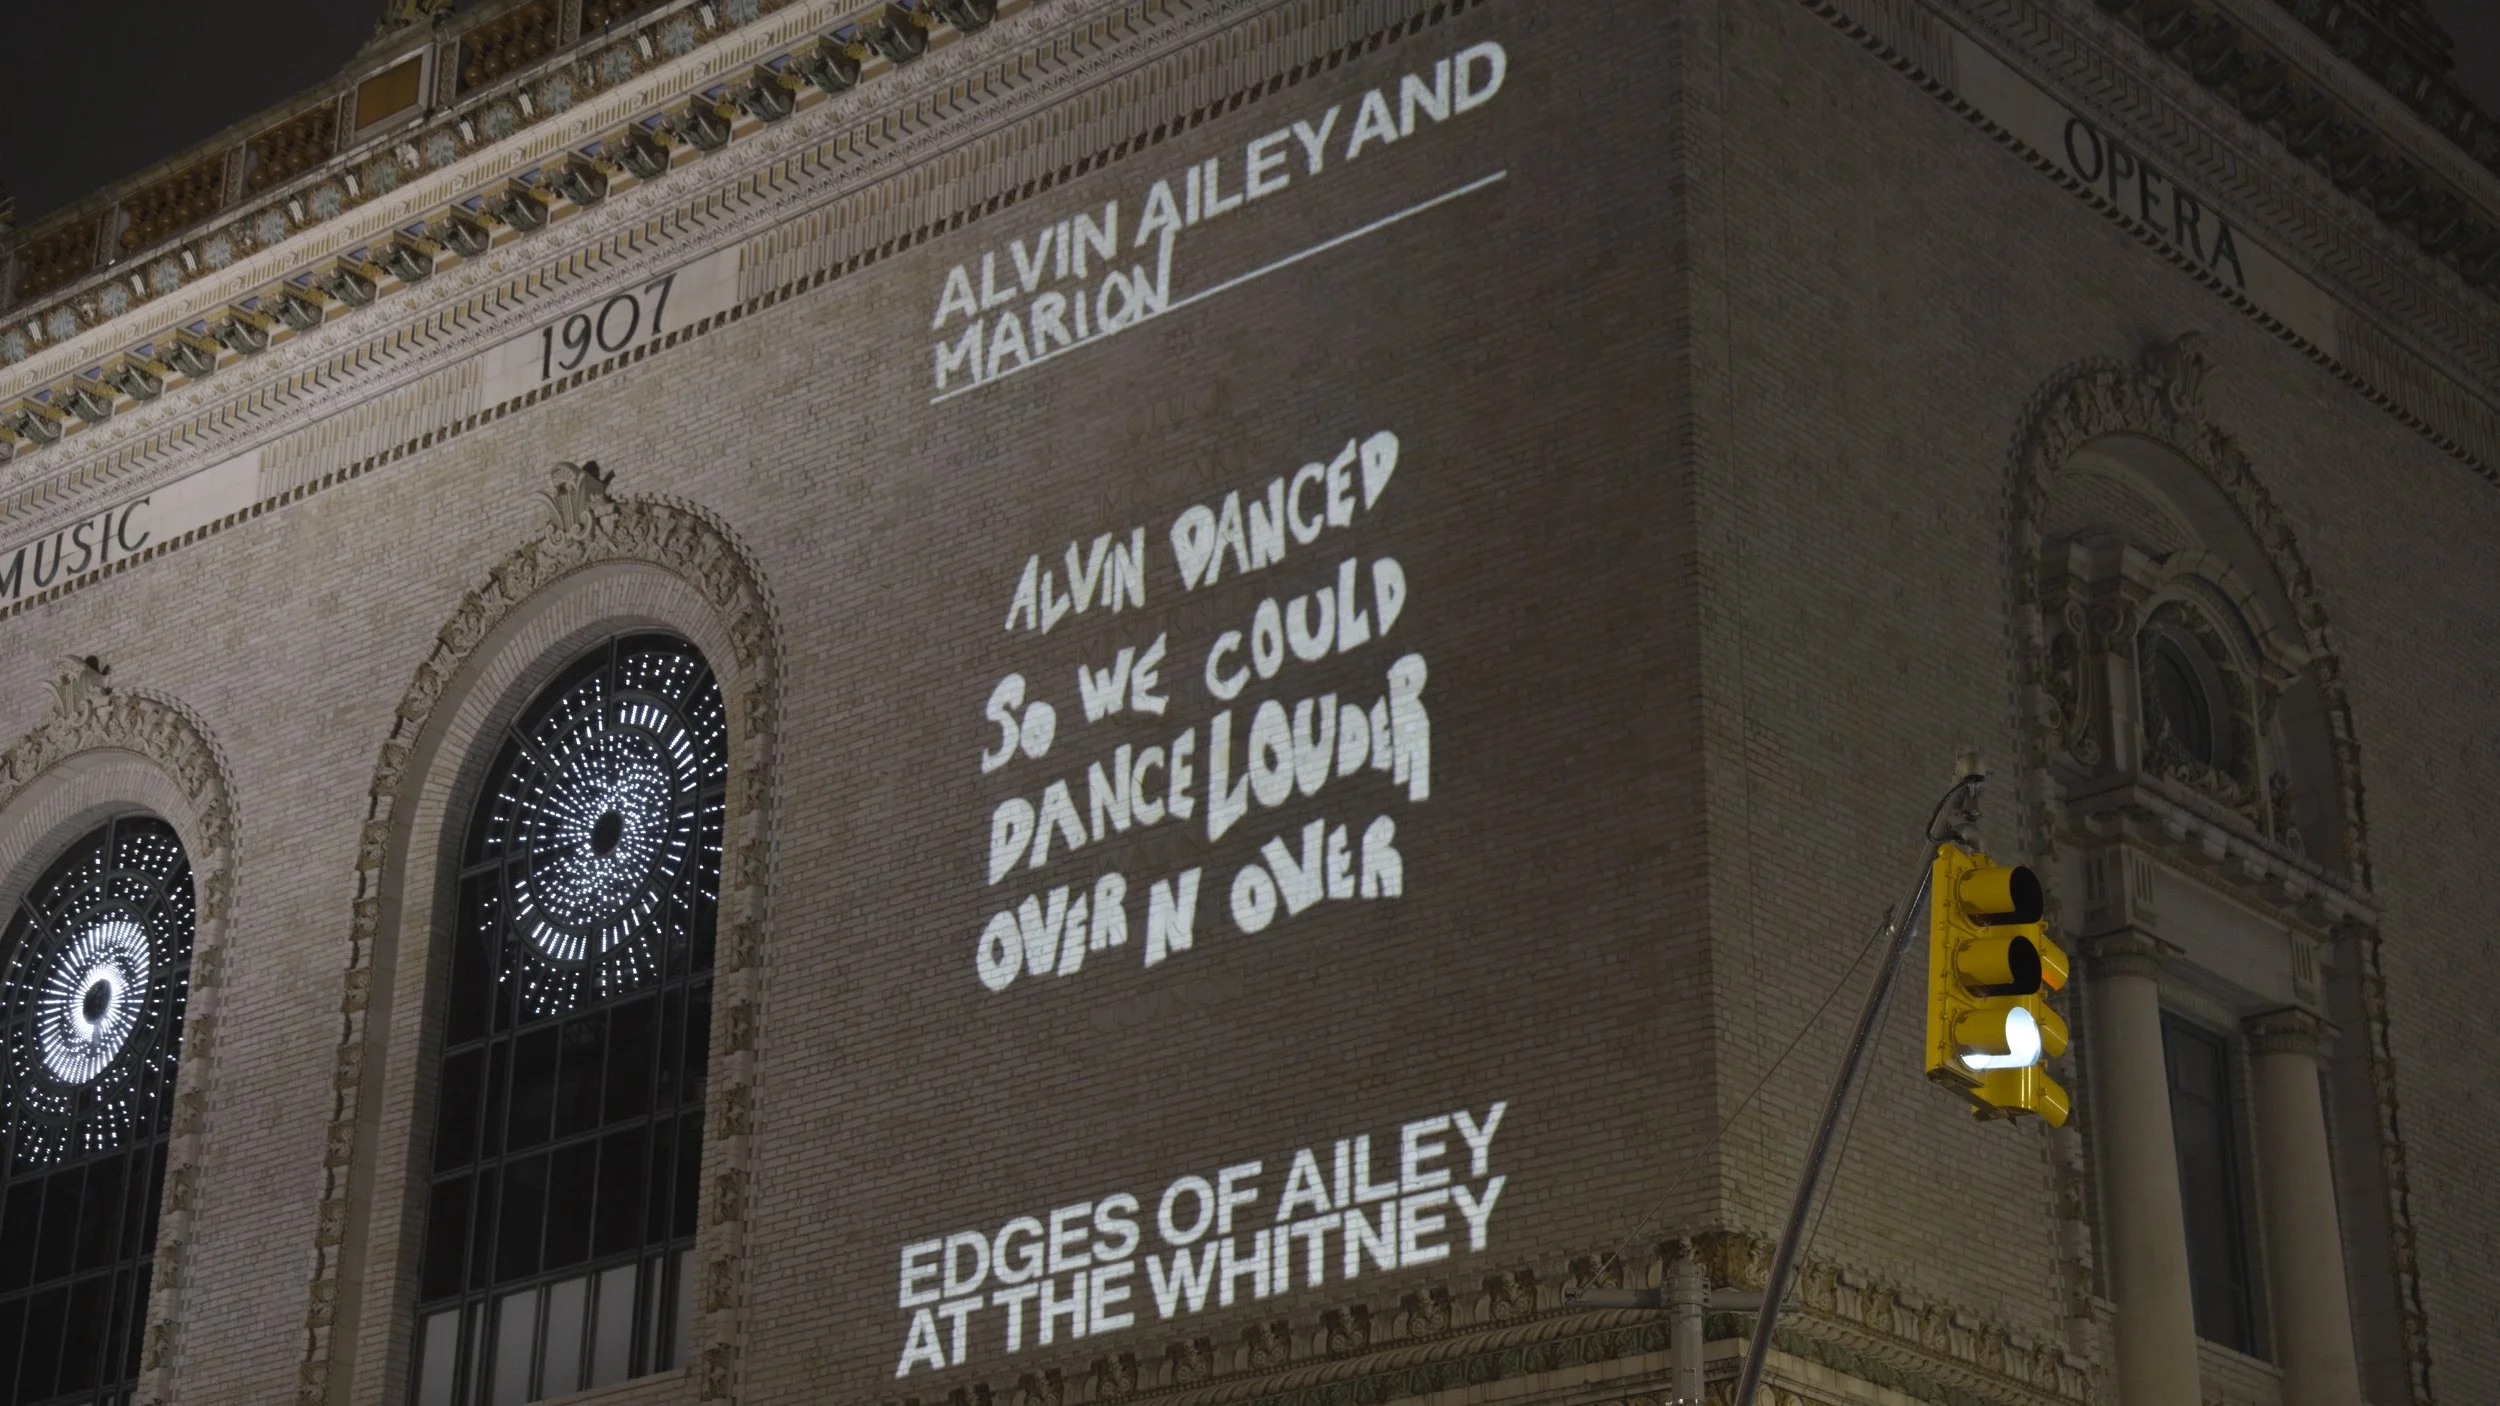 ALVIN AILEY AND
MARION
ALVIN DANCED
SO WE COULD
DANCE LOUDER
OVER N OVER
EDGES OF AILEY
AT THE WHITNEY
MUSIC
1907
OPERA